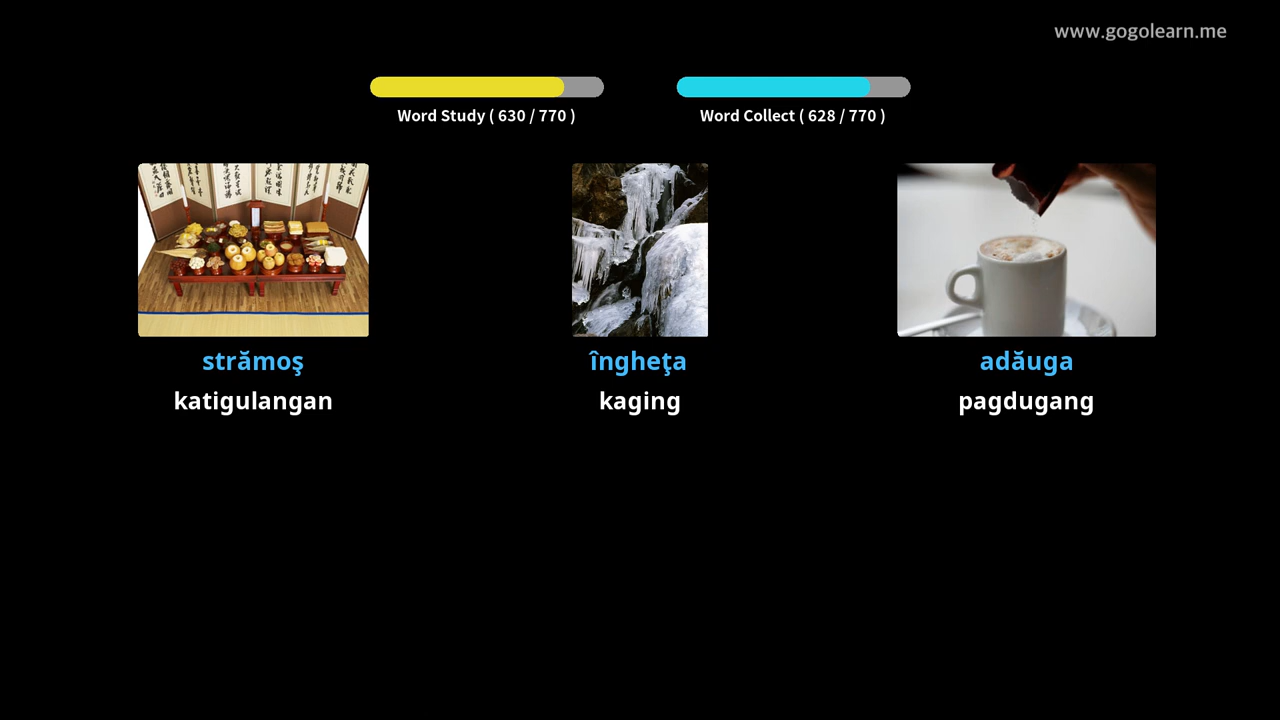 www.gogolearn.me
Word Study ( 630 / 770 )
Word Collect ( 628 / 770 )
strămoş
îngheţa
adăuga
katigulangan
kaging
pagdugang